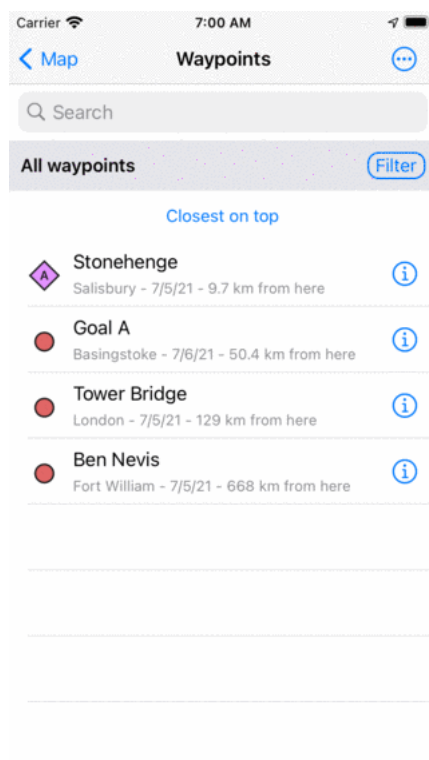 Carrier 7:00 AM
Map Waypoints
Search
All waypoints Filter
Closest on top
A Stonehenge
Salisbury - 7/5/21 - 9.7 km from here
Goal A
Basingstoke - 7/6/21 - 50.4 km from here
Tower Bridge
London - 7/5/21 - 129 km from here
Ben Nevis
Fort William - 7/5/21 - 668 km from here